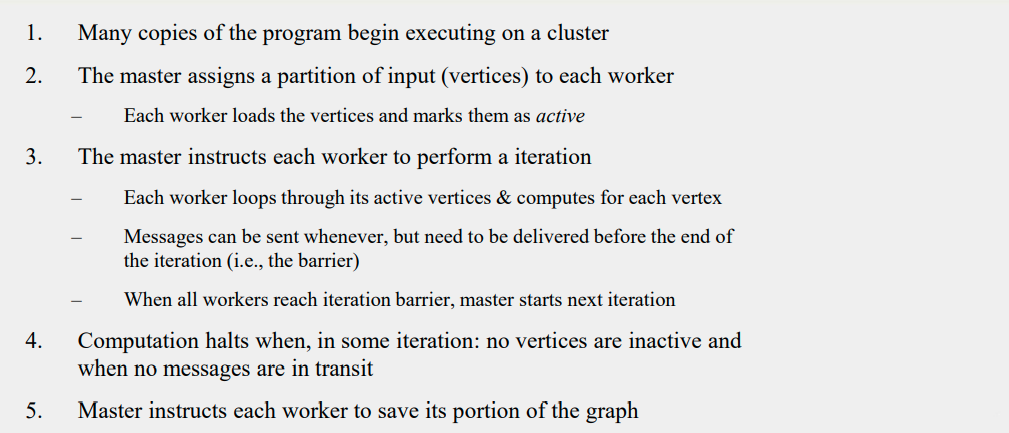 1. Many copies of the program begin executing on a cluster
2. The master assigns a partition of input (vertices) to each worker
– Each worker loads the vertices and marks them as active
3. The master instructs each worker to perform a iteration
– Each worker loops through its active vertices & computes for each vertex
– Messages can be sent whenever, but need to be delivered before the end of
the iteration (i.e., the barrier)
– When all workers reach iteration barrier, master starts next iteration
4. Computation halts when, in some iteration: no vertices are inactive and
when no messages are in transit
5. Master instructs each worker to save its portion of the graph